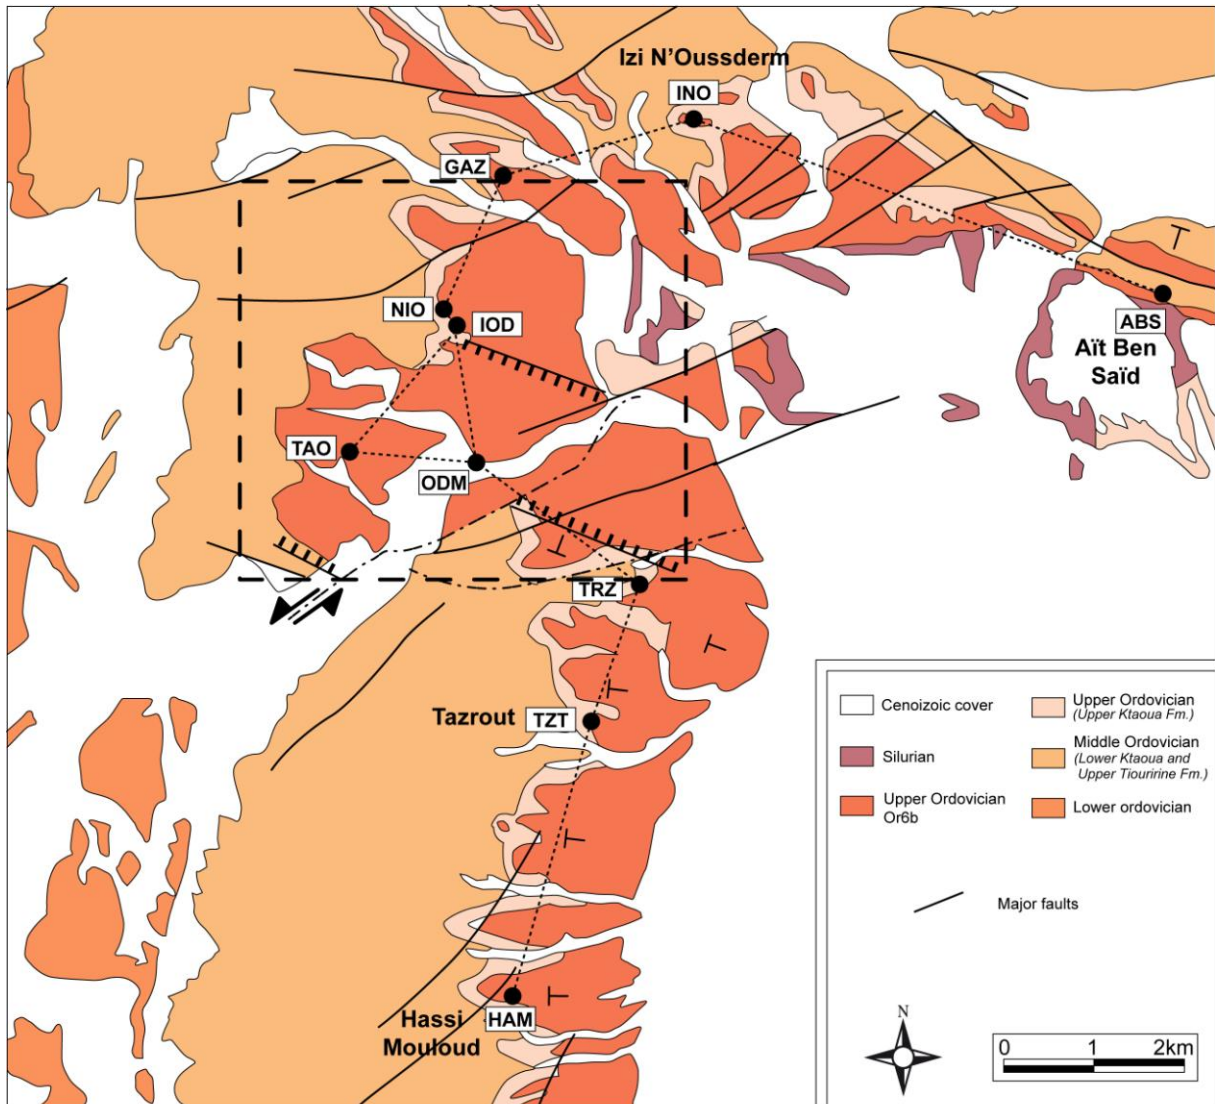 Izi N'Oussderm
INO
GAZ
NIO
IOD
ABS
Aït Ben
Saïd
TAO
ODM
TRZ
Tazrout
TZT
Hassi
Mouloud
HAM
Cenoizoic cover
Silurian
Upper Ordovician
Or6b
Upper Ordovician
(Upper Ktaoua Fm.)
Middle Ordovician
(Lower Ktaoua and
Upper Tiouririne Fm.)
Lower ordovician
Major faults
N
0 1 2km